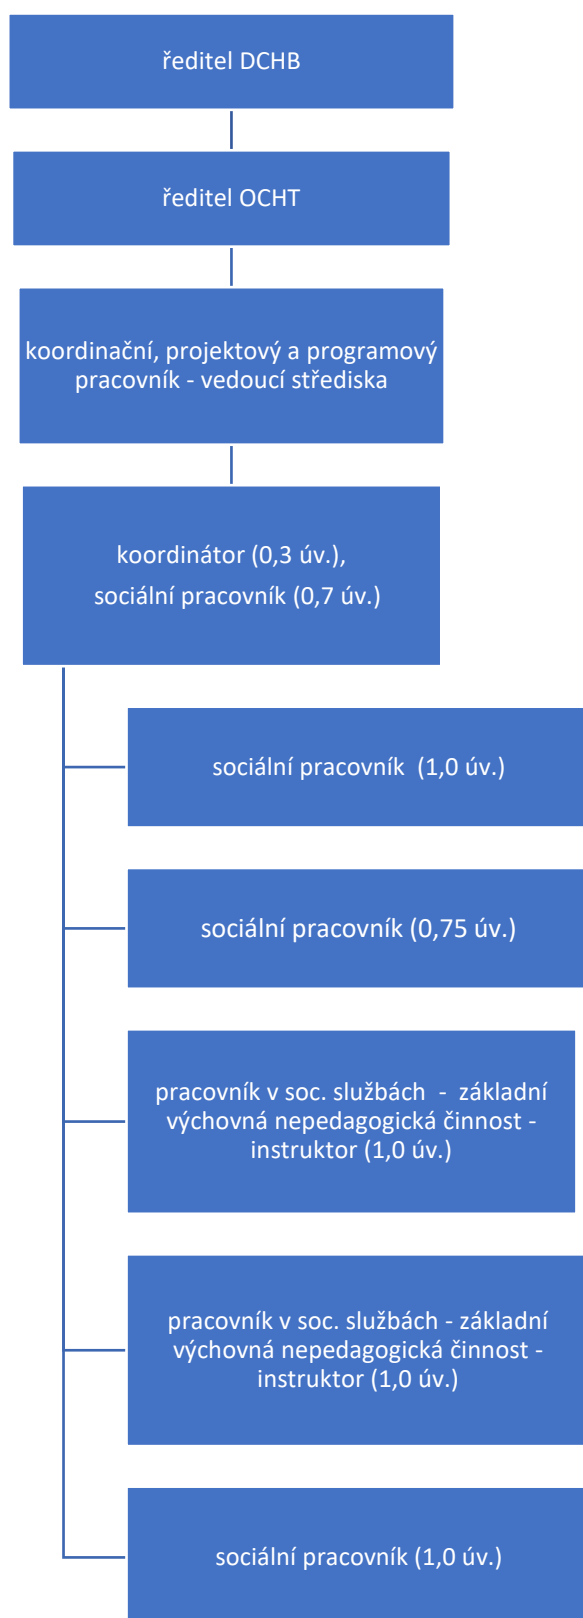 ředitel DCHB
ředitel OCHT
koordinační, projektový a programový
pracovník - vedoucí střediska
koordinátor (0,3 úv.),
sociální pracovník (0,7 úv.)
sociální pracovník  (1,0 úv.)
sociální pracovník (0,75 úv.)
pracovník v soc. službách  -  základní
výchovná nepedagogická činnost -
instruktor (1,0 úv.)
pracovník v soc. službách - základní
výchovná nepedagogická činnost -
instruktor (1,0 úv.)
sociální pracovník (1,0 úv.)